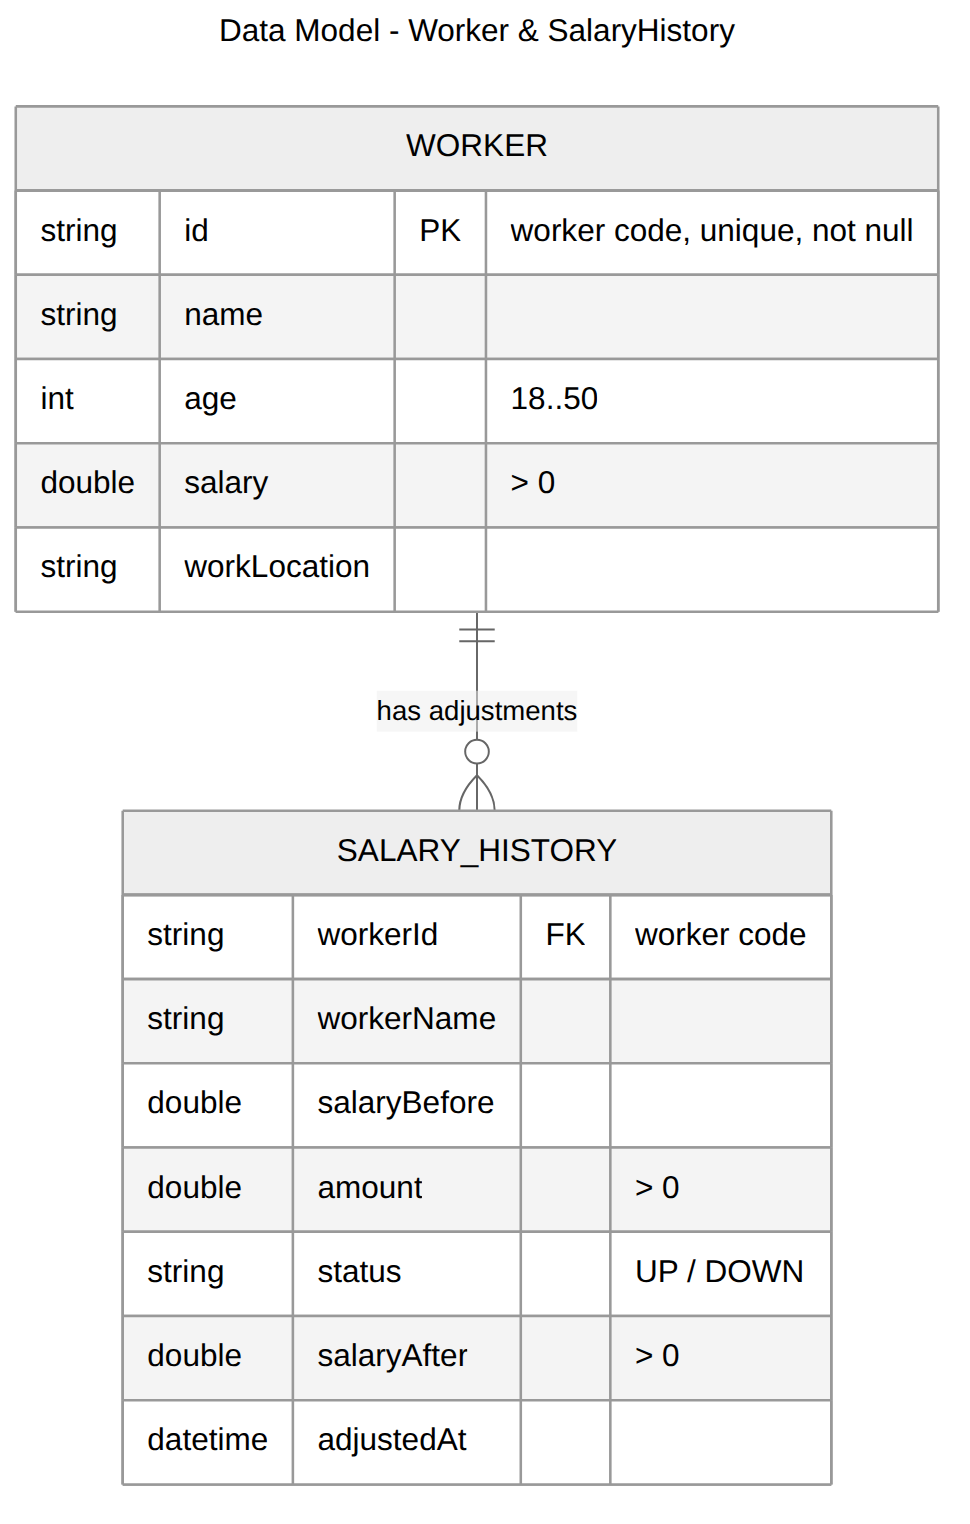 Data Model - Worker & SalaryHistory
WORKER
string id PK worker code, unique, not null
string name
int age 18..50
double salary > 0
string workLocation
has adjustments
SALARY_HISTORY
string workerId FK worker code
string workerName
double salaryBefore
double amount > 0
string status UP / DOWN
double salaryAfter > 0
datetime adjustedAt